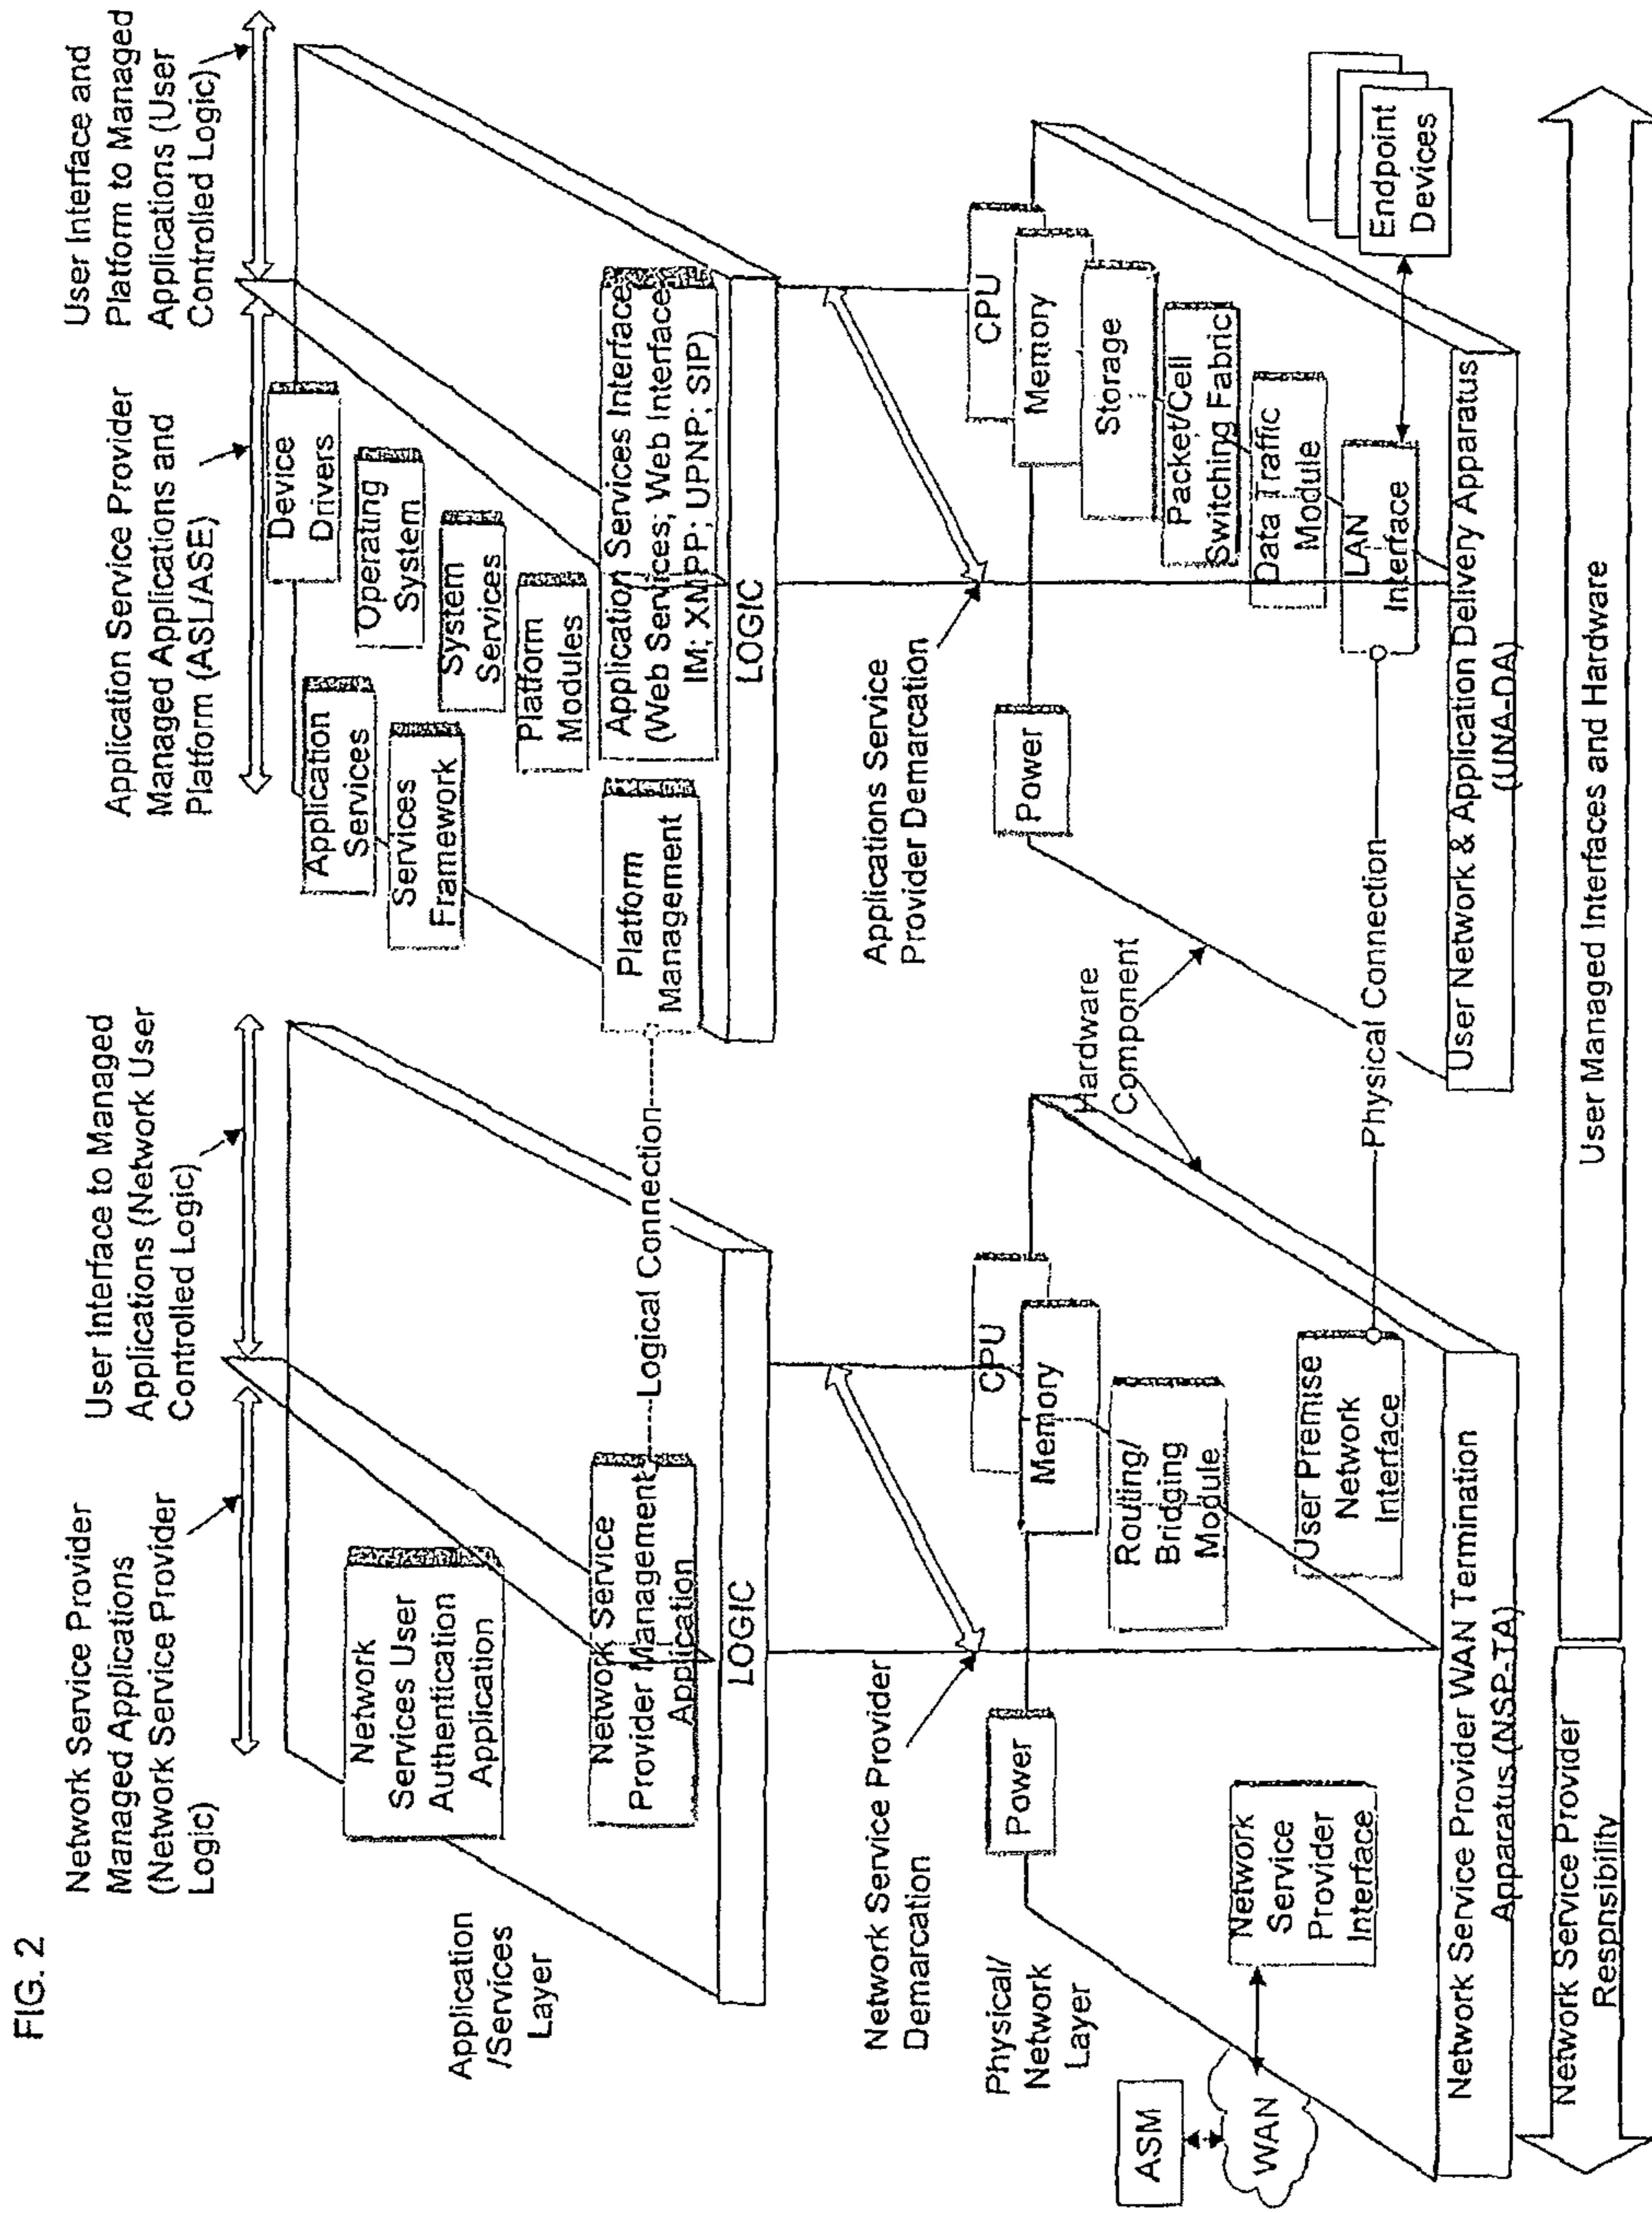 FIG. 2
Network Service Provider
Managed Applications
(Network Service Provider
Logic)
User Interface to Managed
Applications (Network User
Controlled Logic)
Application Service Provider
Managed Applications and
Platform (ASL/ASE)
User Interface and
Platform to Managed
Applications (User
Controlled Logic)
Application
/Services
Layer
Network
Services User
Authentication
Application
Network Service
Provider Management
Application
LOGIC
Logical Connection
Application
Services
Services
Framework
Platform
Management
Device
Drivers
Operating
System
System
Services
Platform
Modules
Application Services Interface
(Web Services; Web Interface
IM; XMPP; UPNP; SIP)
LOGIC
Network Service Provider
Demarcation
Applications Service
Provider Demarcation
Physical/
Network
Layer
ASM
WAN
Power
Network
Service
Provider
Interface
CPU
Memory
Routing/
Bridging
Module
User Premise
Network
Interface
Hardware
Component
Physical Connection
Power
CPU
Memory
Storage
Packet/Cell
Switching Fabric
Data Traffic
Module
LAN
Interface
Endpoint
Devices
Network Service Provider WAN Termination
Apparatus (NSP-TA)
User Network & Application Delivery Apparatus
(UNA-DA)
Network Service Provider
Respnsibility
User Managed Interfaces and Hardware